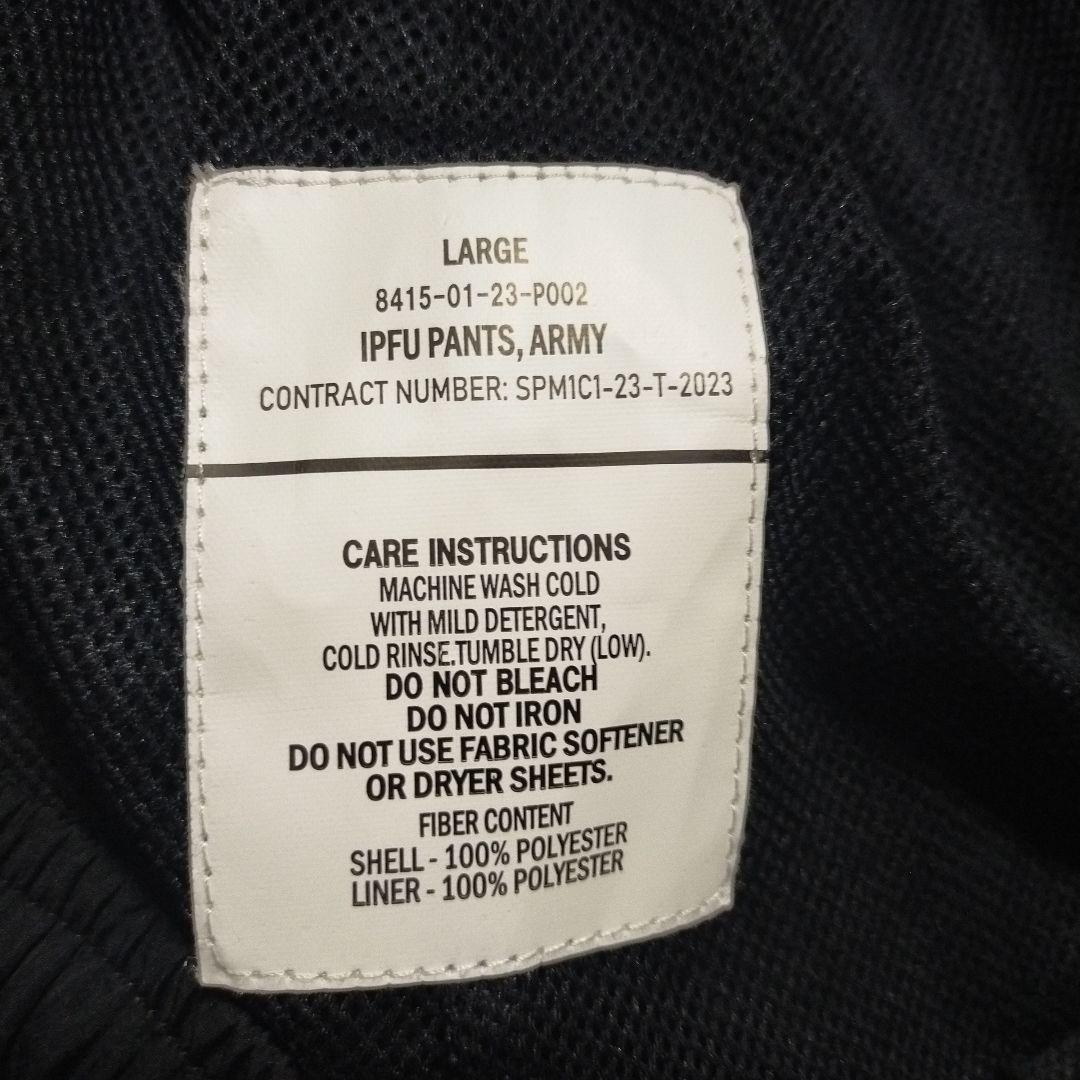 LARGE
8415-01-23-P002
IPFU PANTS, ARMY
CONTRACT NUMBER: SPM1C1-23-T-2023
CARE INSTRUCTIONS
MACHINE WASH COLD
WITH MILD DETERGENT,
COLD RINSE.TUMBLE DRY (LOW).
DO NOT BLEACH
DO NOT IRON
DO NOT USE FABRIC SOFTENER
OR DRYER SHEETS.
FIBER CONTENT
SHELL - 100% POLYESTER
LINER - 100% POLYESTER